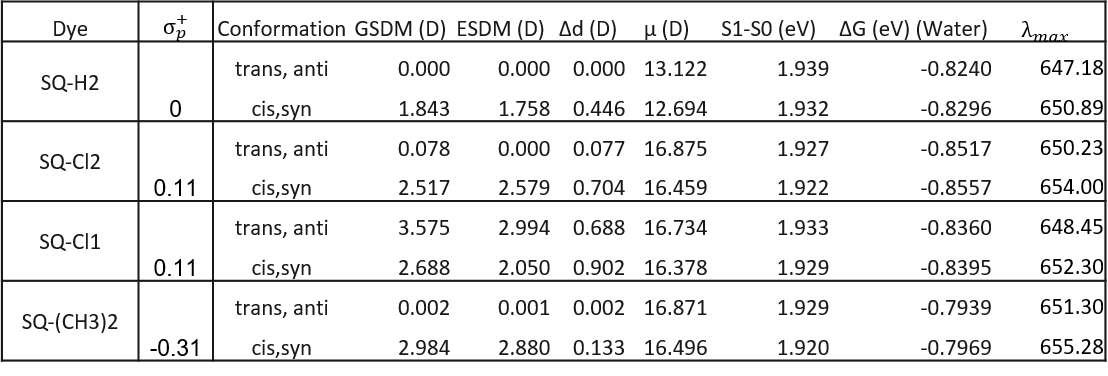 Dye σp+ Conformation GSDM (D) ESDM (D) Δd (D) μ (D) S1-S0 (eV) ΔG (eV) (Water) λmax
SQ-H2
trans, anti 0.000 0.000 0.000 13.122 1.939 -0.8240 647.18
0 cis,syn 1.843 1.758 0.446 12.694 1.932 -0.8296 650.89
SQ-Cl2
trans, anti 0.078 0.000 0.077 16.875 1.927 -0.8517 650.23
0.11 cis,syn 2.517 2.579 0.704 16.459 1.922 -0.8557 654.00
SQ-Cl1
trans, anti 3.575 2.994 0.688 16.734 1.933 -0.8360 648.45
0.11 cis,syn 2.688 2.050 0.902 16.378 1.929 -0.8395 652.30
SQ-(CH3)2
trans, anti 0.002 0.001 0.002 16.871 1.929 -0.7939 651.30
-0.31 cis,syn 2.984 2.880 0.133 16.496 1.920 -0.7969 655.28